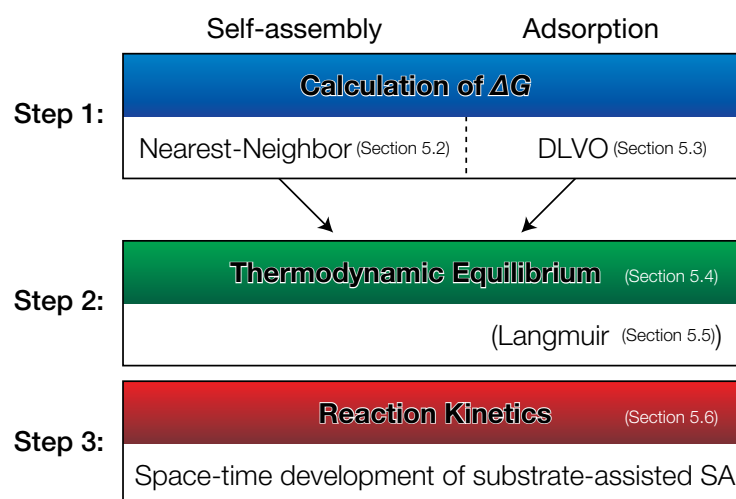 Self-assembly Adsorption
Step 1:
Calculation of ΔG
Nearest-Neighbor (Section 5.2) DLVO (Section 5.3)
Step 2:
Thermodynamic Equilibrium (Section 5.4)
(Langmuir (Section 5.5))
Step 3:
Reaction Kinetics (Section 5.6)
Space-time development of substrate-assisted SA